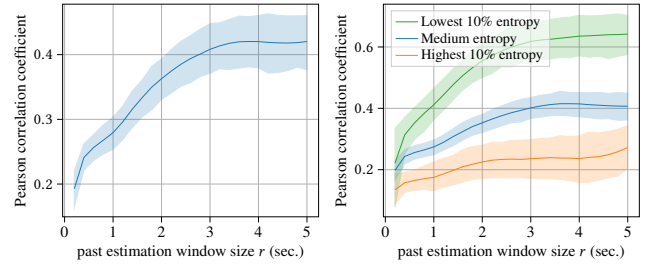 Pearson correlation coefficient
0.4
0.3
0.2
0 1 2 3 4 5
past estimation window size r (sec.)
Pearson correlation coefficient
Lowest 10% entropy
Medium entropy
Highest 10% entropy
0.6
0.4
0.2
0 1 2 3 4 5
past estimation window size r (sec.)